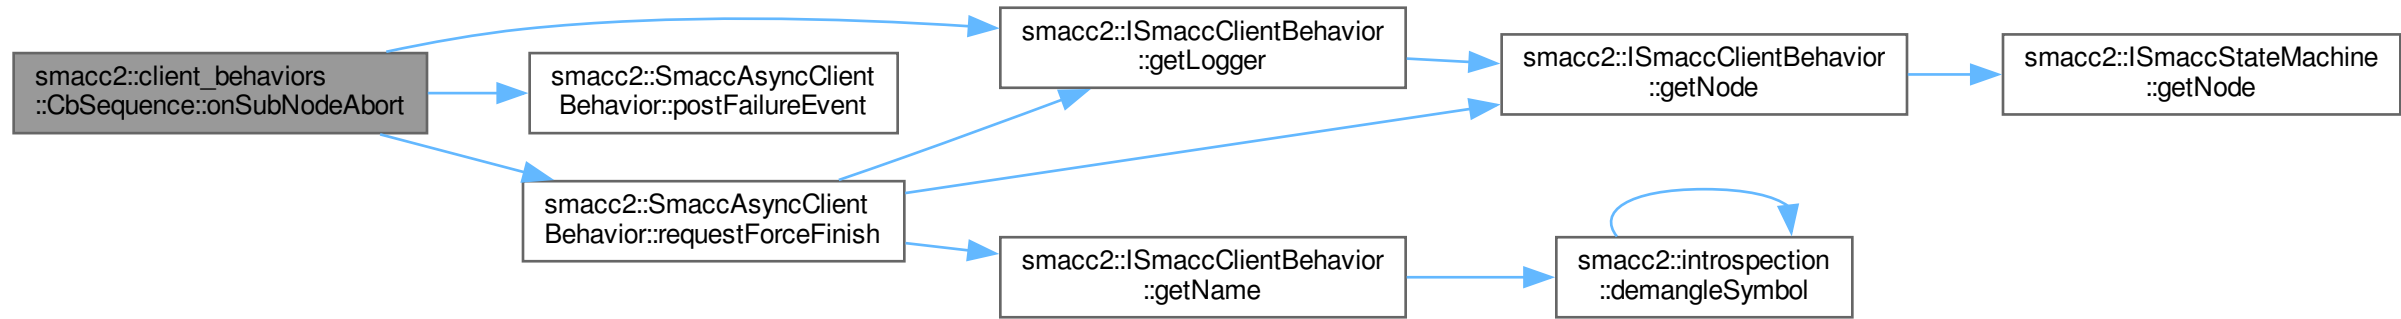 smacc2::client_behaviors
::CbSequence::onSubNodeAbort
smacc2::SmaccAsyncClient
Behavior::postFailureEvent
smacc2::SmaccAsyncClient
Behavior::requestForceFinish
smacc2::ISmaccClientBehavior
::getLogger
smacc2::ISmaccClientBehavior
::getName
smacc2::ISmaccClientBehavior
::getNode
smacc2::introspection
::demangleSymbol
smacc2::ISmaccStateMachine
::getNode